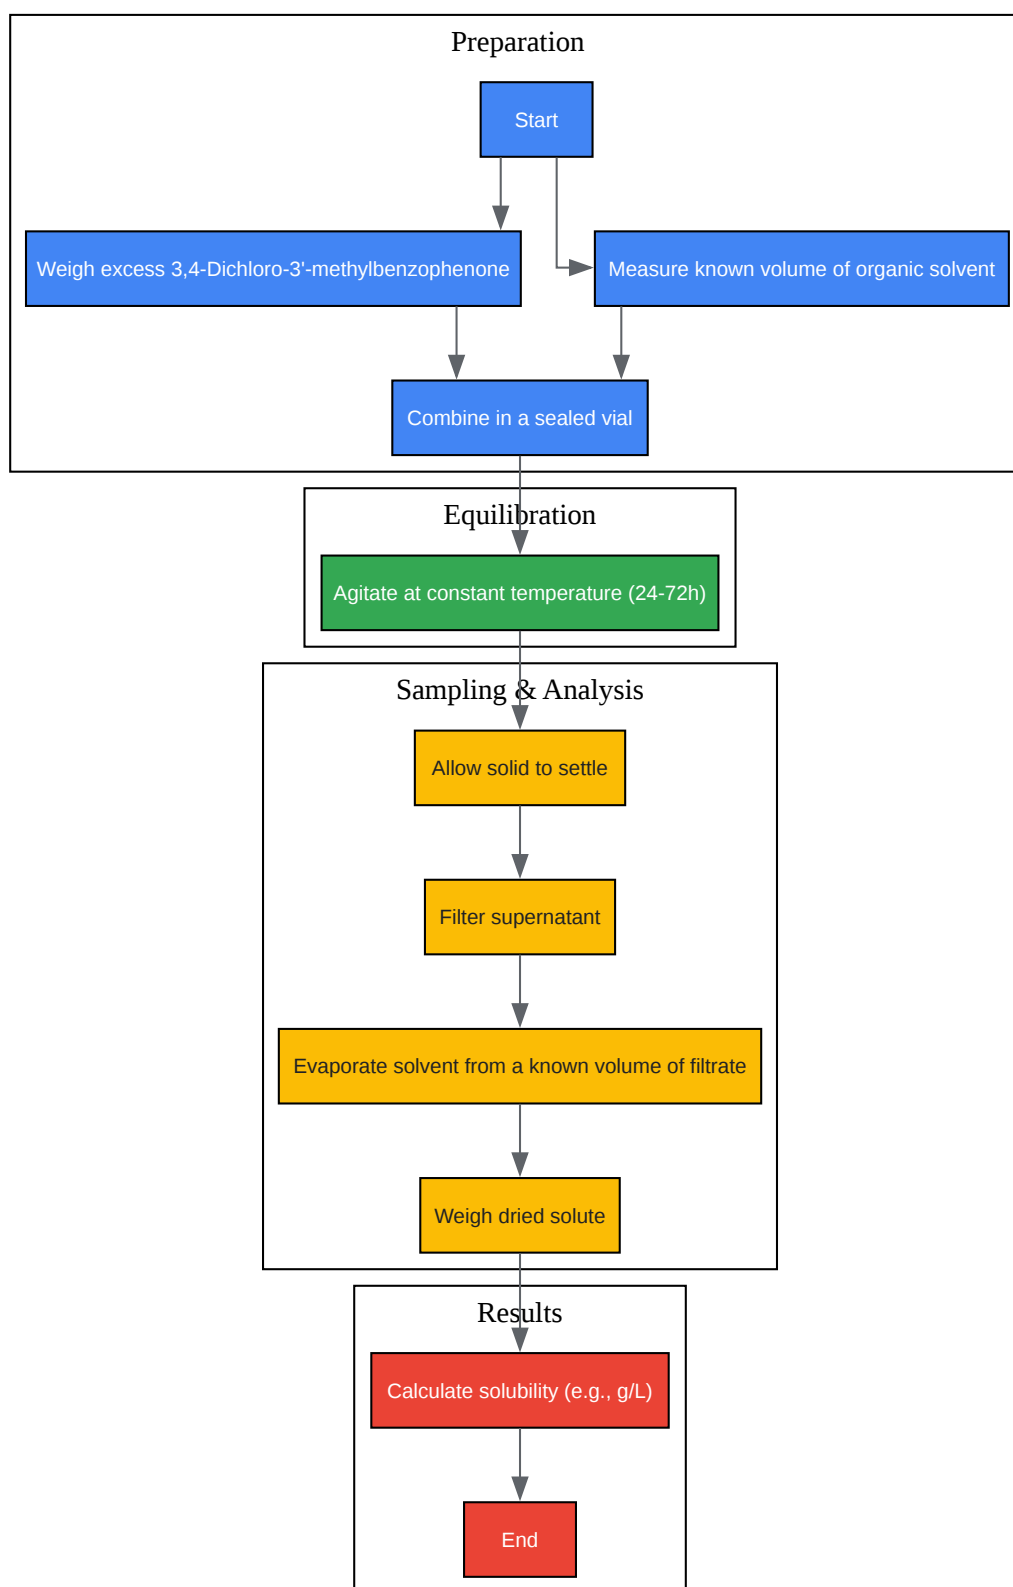 Preparation
Start
Weigh excess 3,4-Dichloro-3'-methylbenzophenone
Measure known volume of organic solvent
Combine in a sealed vial
Equilibration
Agitate at constant temperature (24-72h)
Sampling & Analysis
Allow solid to settle
Filter supernatant
Evaporate solvent from a known volume of filtrate
Weigh dried solute
Results
Calculate solubility (e.g., g/L)
End